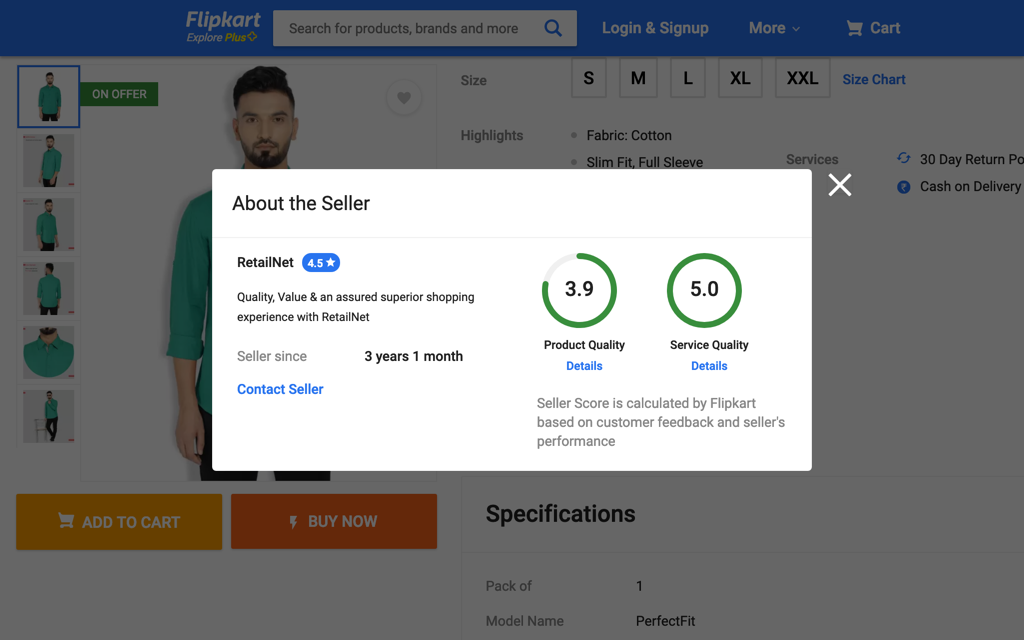 Flipkart
Explore Plus
Search for products, brands and more
Login & Signup
More
Cart
ON OFFER
Size
S
M
L
XL
XXL
Size Chart
Highlights
Fabric: Cotton
Slim Fit, Full Sleeve
Services
30 Day Return Po
Cash on Delivery
About the Seller
RetailNet
4.5
Quality, Value & an assured superior shopping
experience with RetailNet
Seller since
3 years 1 month
Contact Seller
3.9
Product Quality
Details
5.0
Service Quality
Details
Seller Score is calculated by Flipkart
based on customer feedback and seller's
performance
ADD TO CART
BUY NOW
Specifications
Pack of
1
Model Name
PerfectFit